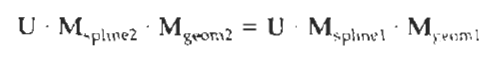 U · M_spline2 · M_geom2 = U · M_spline1 · M_geom1